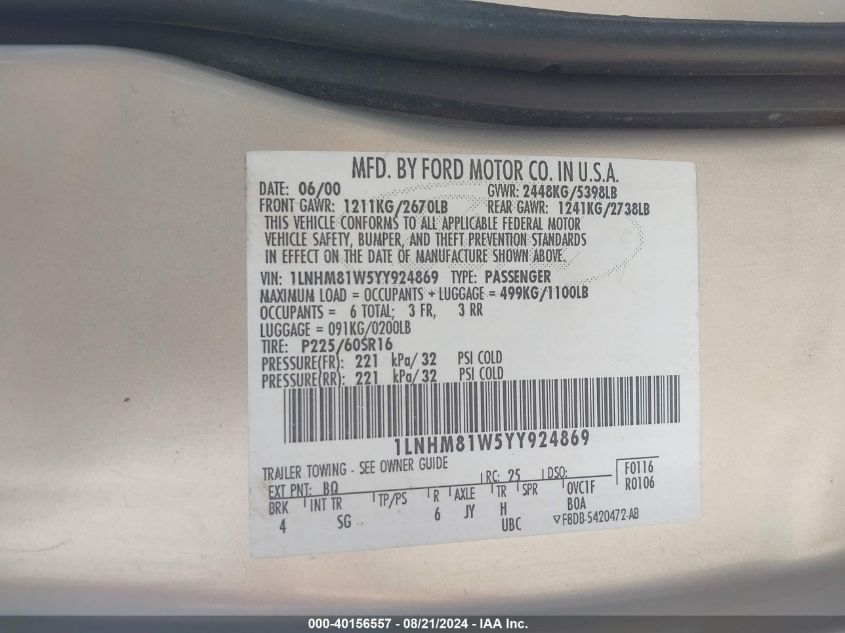 MFD. BY FORD MOTOR CO. IN U.S.A.
DATE: 06/00 GVWR: 2448KG/5398LB
FRONT GAWR: 1211KG/2670LB REAR GAWR: 1241KG/2738LB
THIS VEHICLE CONFORMS TO ALL APPLICABLE FEDERAL MOTOR
VEHICLE SAFETY, BUMPER, AND THEFT PREVENTION STANDARDS
IN EFFECT ON THE DATE OF MANUFACTURE SHOWN ABOVE.
VIN: 1LNHM81W5YY924869 TYPE: PASSENGER
MAXIMUM LOAD = OCCUPANTS + LUGGAGE = 499KG/1100LB
OCCUPANTS = 6 TOTAL; 3 FR, 3 RR
LUGGAGE = 091KG/0200LB
TIRE: P225/60SR16
PRESSURE(FR): 221 kPa/ 32 PSI COLD
PRESSURE(RR): 221 kPa/ 32 PSI COLD
1LNHM81W5YY924869
TRAILER TOWING - SEE OWNER GUIDE
EXT PNT: BQ RC: 25 DSO: F0116
BRK INT TR TP/PS R AXLE TR SPR OVC1F R0106
4 SG 6 JY H BOA
UBC ▽F8DB-5420472-AB
000-40156557 - 08/21/2024 - IAA Inc.